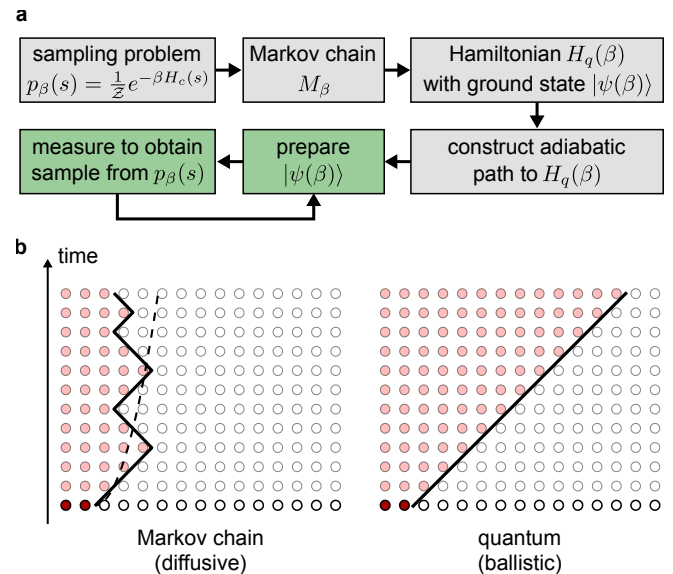 a
sampling problem
p_β(s) = 1/𝒵 e^{−βH_c(s)}
Markov chain
M_β
Hamiltonian H_q(β)
with ground state |ψ(β)⟩
measure to obtain
sample from p_β(s)
prepare
|ψ(β)⟩
construct adiabatic
path to H_q(β)
b
time
Markov chain
(diffusive)
quantum
(ballistic)